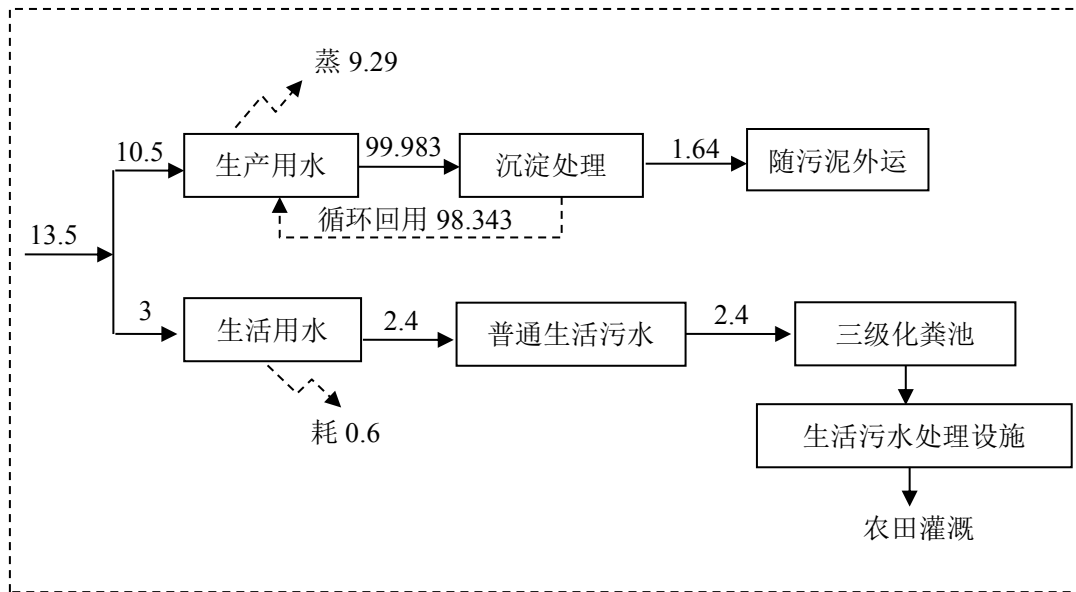 蒸 9.29
10.5
生产用水
99.983
沉淀处理
1.64
随污泥外运
循环回用 98.343
13.5
3
生活用水
2.4
普通生活污水
2.4
三级化粪池
耗 0.6
生活污水处理设施
农田灌溉